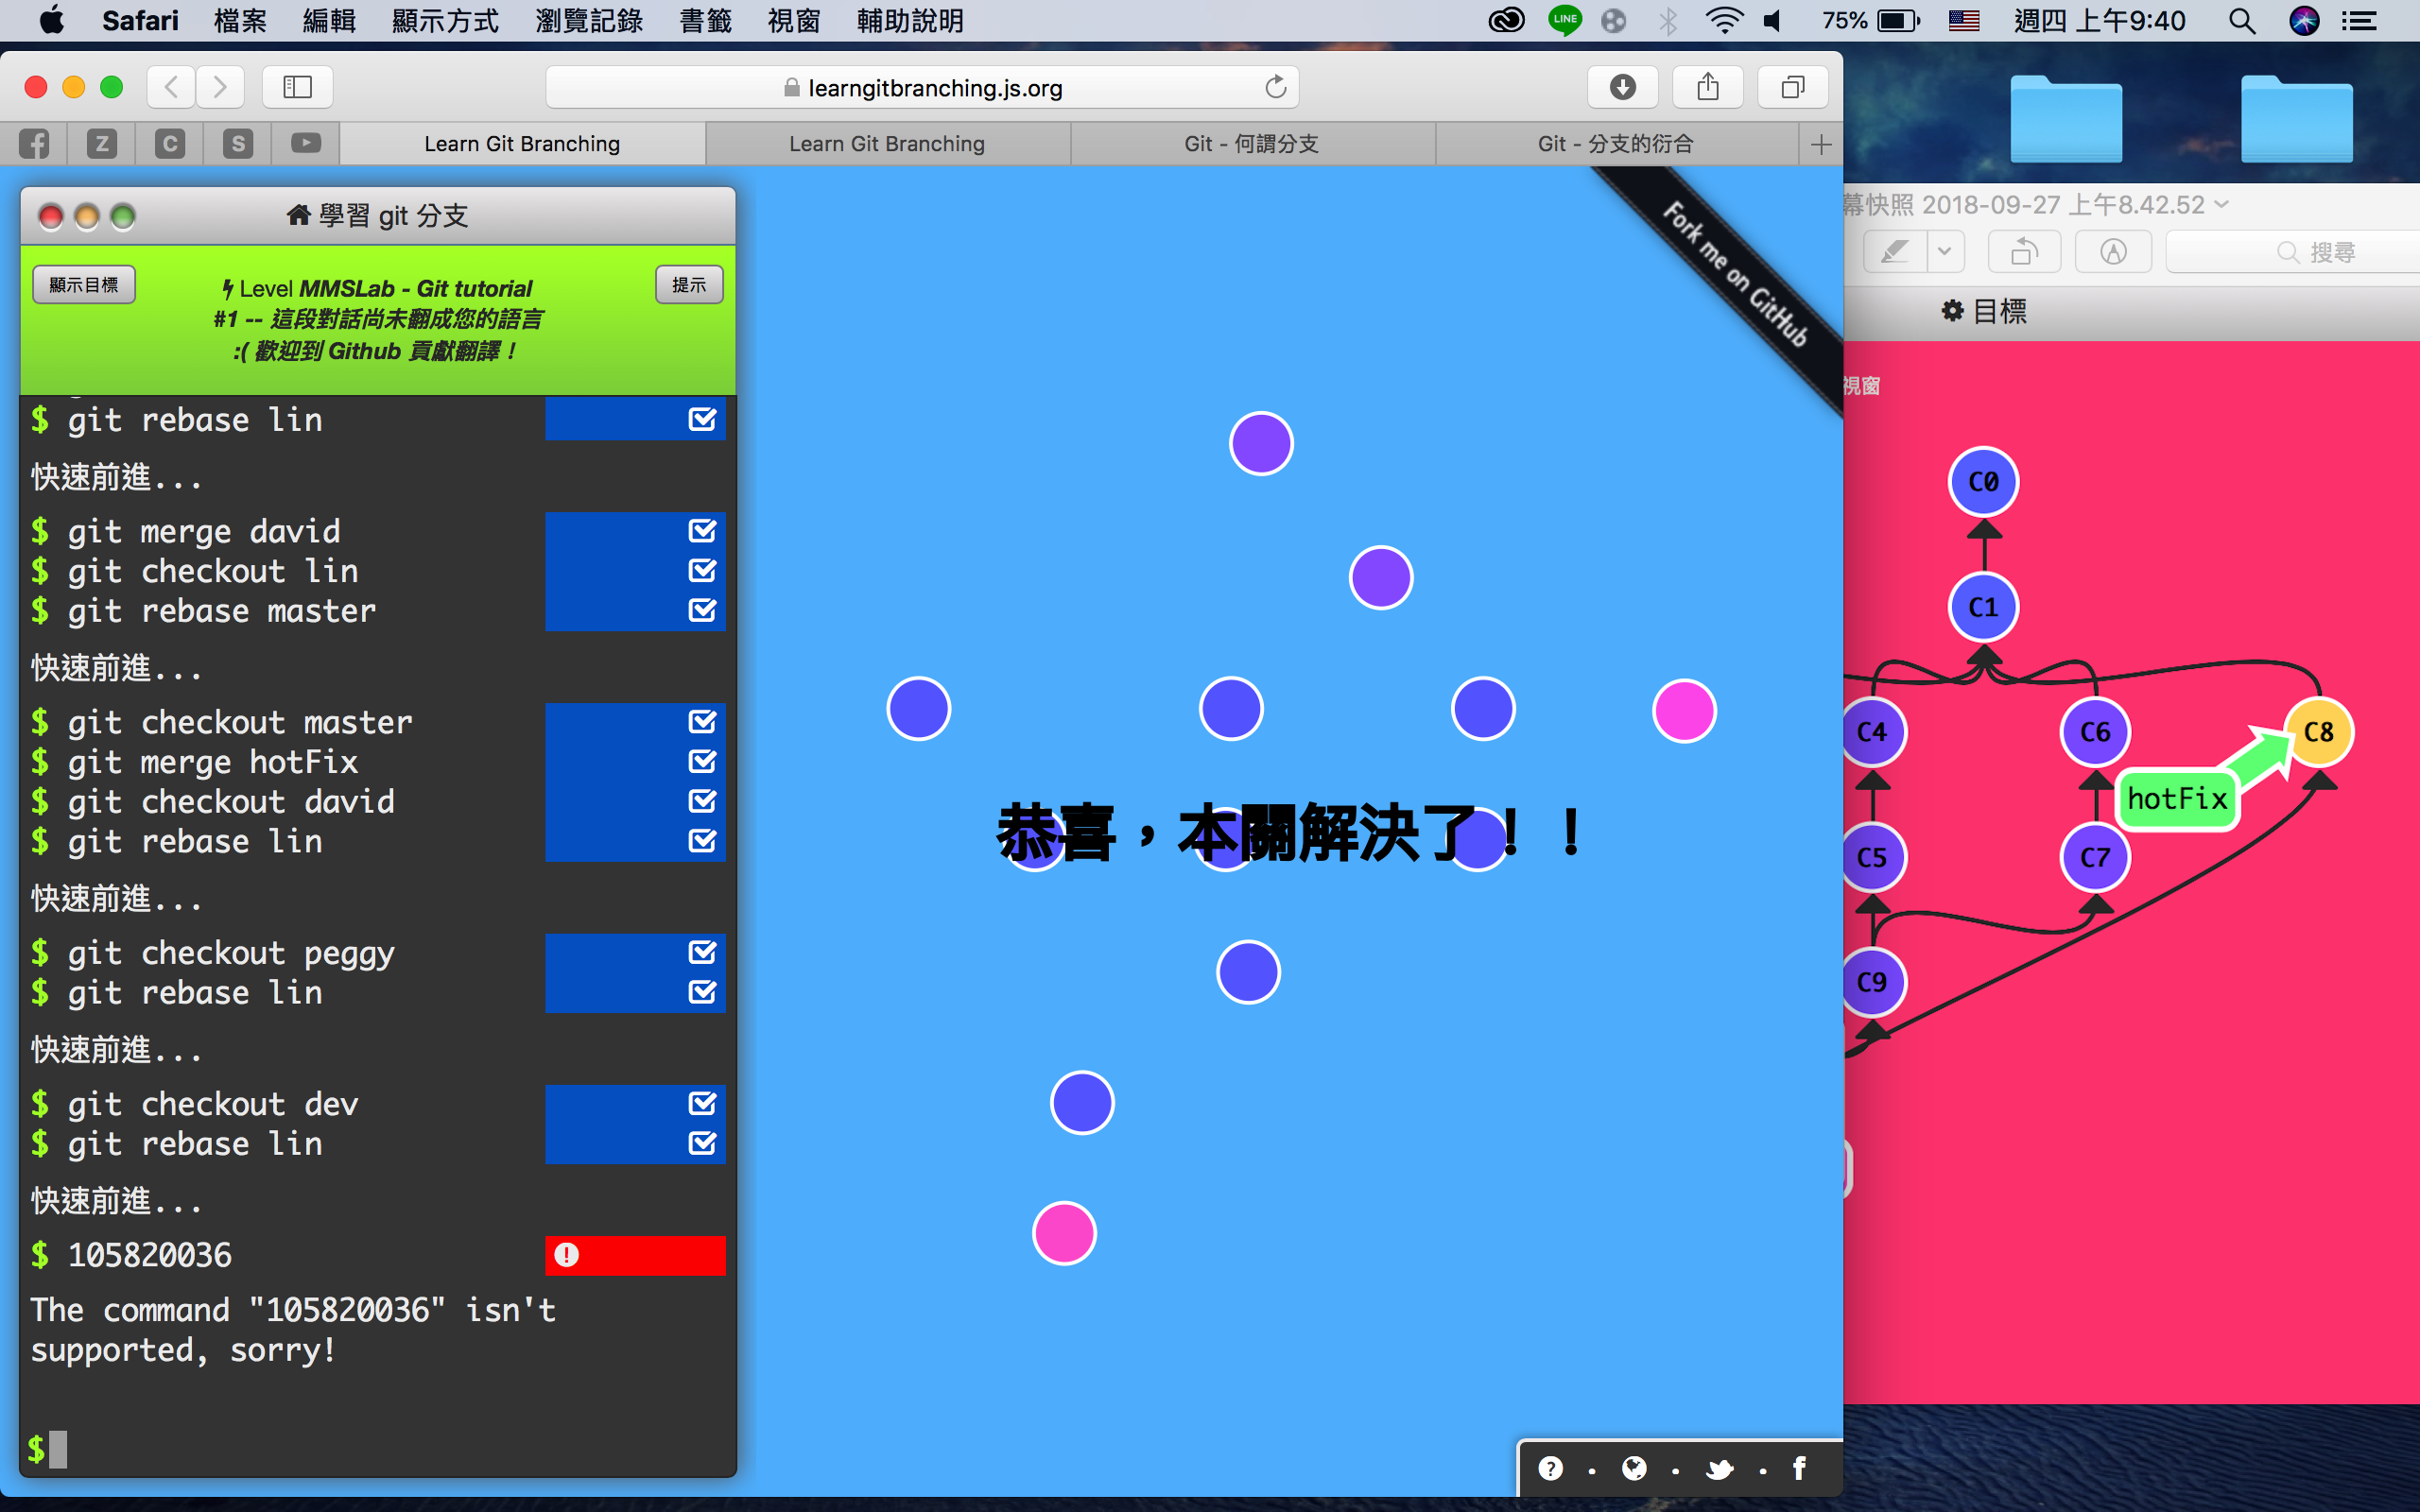 Safari 檔案 編輯 顯示方式 瀏覽記錄 書籤 視窗 輔助說明
LINE
75%
週四 上午9:40
learngitbranching.js.org
Z C S
Learn Git Branching
Learn Git Branching
Git - 何謂分支
Git - 分支的衍合
學習 git 分支
顯示目標
Level MMSLab - Git tutorial
#1 -- 這段對話尚未翻成您的語言
:( 歡迎到 Github 貢獻翻譯！
提示
$ git rebase lin
快速前進...
$ git merge david
$ git checkout lin
$ git rebase master
快速前進...
$ git checkout master
$ git merge hotFix
$ git checkout david
$ git rebase lin
快速前進...
$ git checkout peggy
$ git rebase lin
快速前進...
$ git checkout dev
$ git rebase lin
快速前進...
$ 105820036
The command "105820036" isn't
supported, sorry!
$
Fork me on GitHub
恭喜，本關解決了！！
幕快照 2018-09-27 上午8.42.52
搜尋
目標
視窗
C0
C1
C4
C6
C8
hotFix
C5
C7
C9